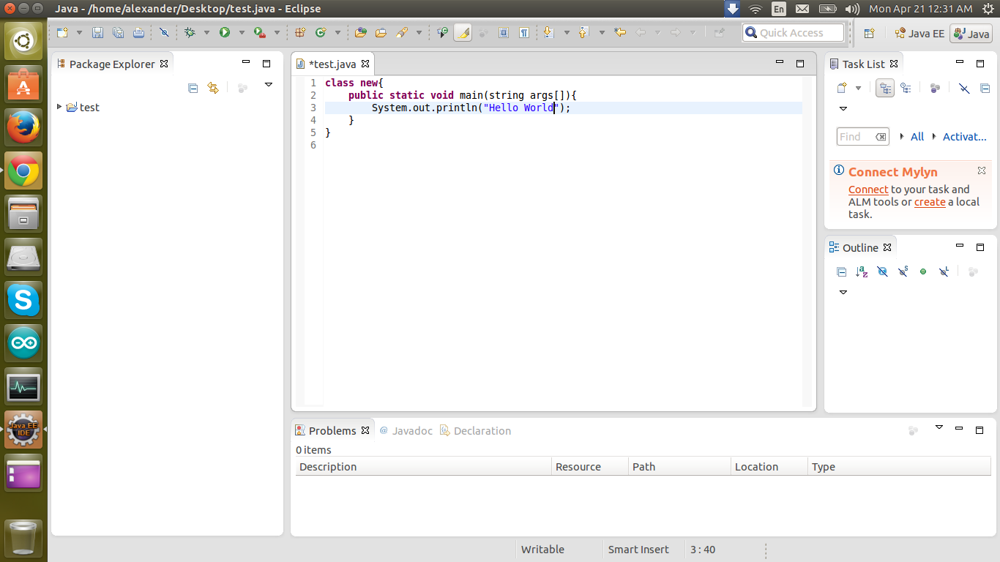 Java - /home/alexander/Desktop/test.java - Eclipse
En
Mon Apr 21 12:31 AM
Quick Access
Java EE
Java
Package Explorer
test
*test.java
1 class new{
2 public static void main(string args[]){
3 System.out.println("Hello World");
4 }
5 }
6
Task List
Find
All
Activat...
Connect Mylyn
Connect to your task and
ALM tools or create a local
task.
Outline
Java EE
IDE
Problems
@ Javadoc
Declaration
0 items
Description Resource Path Location Type
Writable
Smart Insert
3 : 40